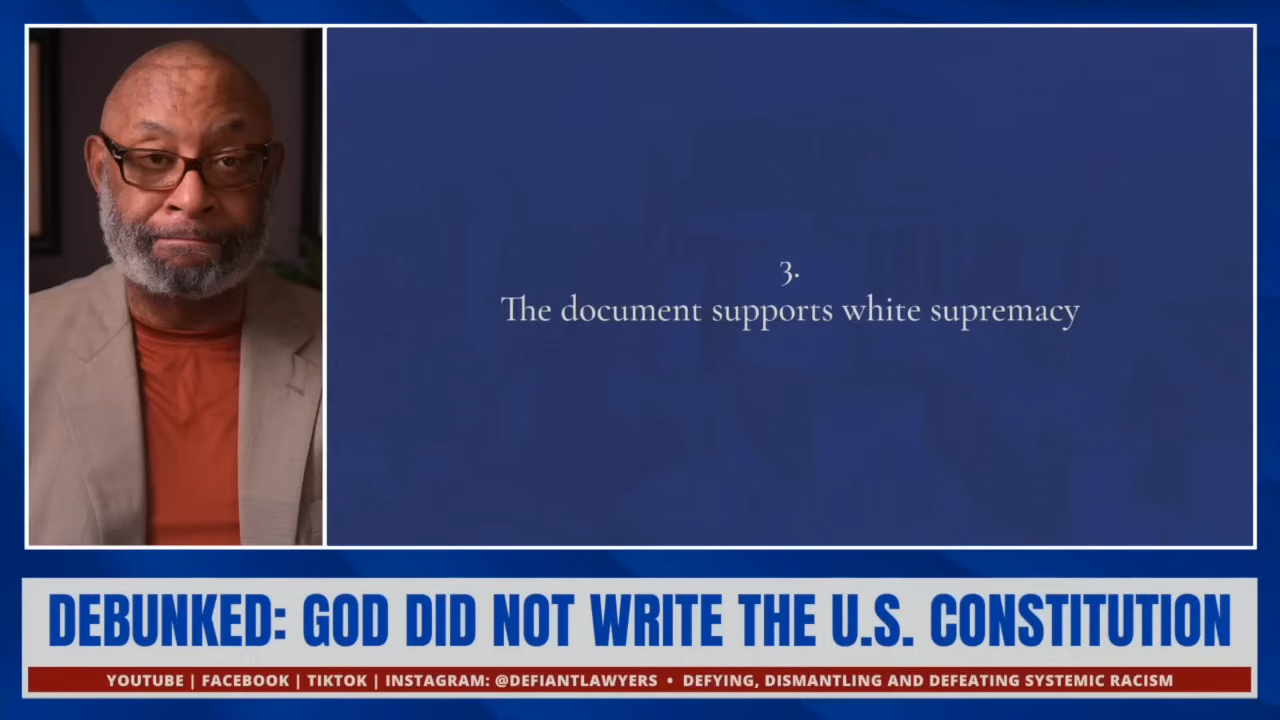 3.
The document supports white supremacy
DEBUNKED: GOD DID NOT WRITE THE U.S. CONSTITUTION
YOUTUBE | FACEBOOK | TIKTOK | INSTAGRAM: @DEFIANTLAWYERS • DEFYING, DISMANTLING AND DEFEATING SYSTEMIC RACISM